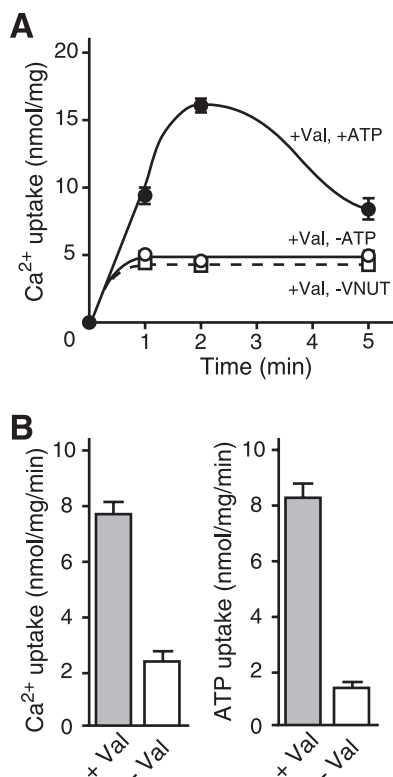 A
Ca²⁺ uptake (nmol/mg)
20
15
10
5
0
+Val, +ATP
+Val, -ATP
+Val, -VNUT
1 2 3 4 5
Time (min)
B
Ca²⁺ uptake (nmol/mg/min)
10
8
6
4
2
0
+ Val
- Val
ATP uptake (nmol/mg/min)
10
8
6
4
2
0
+ Val
- Val